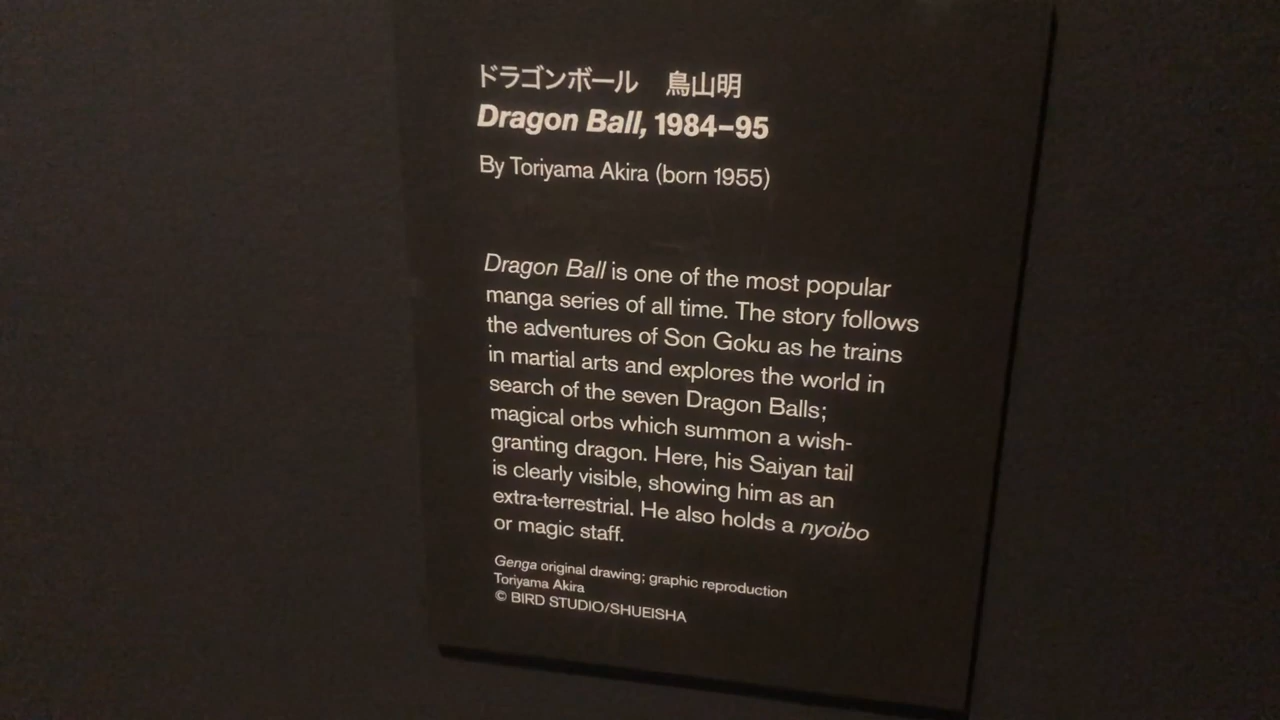 ドラゴンボール　鳥山明
Dragon Ball, 1984–95
By Toriyama Akira (born 1955)
Dragon Ball is one of the most popular
manga series of all time. The story follows
the adventures of Son Goku as he trains
in martial arts and explores the world in
search of the seven Dragon Balls;
magical orbs which summon a wish-
granting dragon. Here, his Saiyan tail
is clearly visible, showing him as an
extra-terrestrial. He also holds a nyoibo
or magic staff.
Genga original drawing; graphic reproduction
Toriyama Akira
© BIRD STUDIO/SHUEISHA